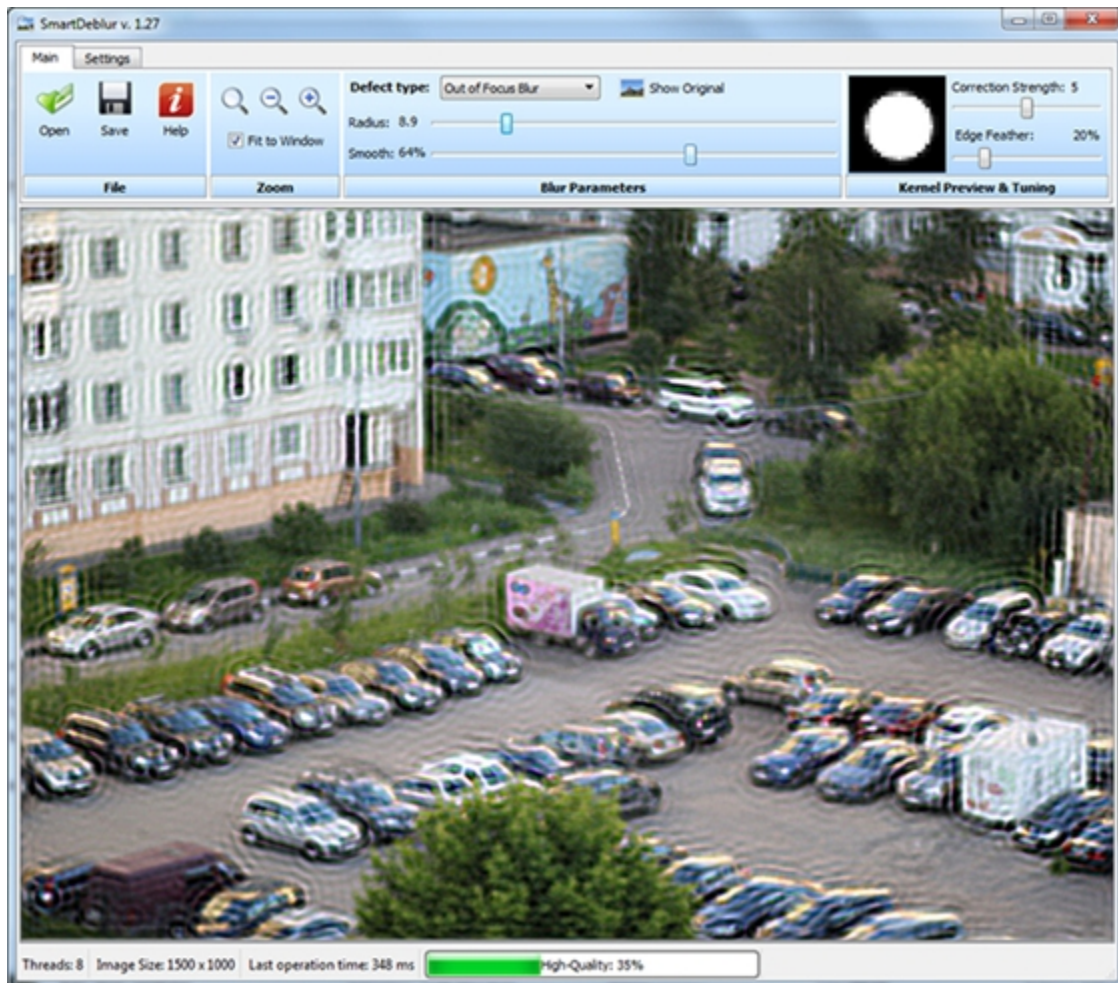 SmartDeblur v. 1.27
Main Settings
Open Save Help
Fit to Window
File
Zoom
Defect type: Out of Focus Blur Show Original
Radius: 8.9
Smooth: 64%
Blur Parameters
Correction Strength: 5
Edge Feather: 20%
Kernel Preview & Tuning
Threads: 8 Image Size: 1500 x 1000 Last operation time: 348 ms High-Quality: 35%